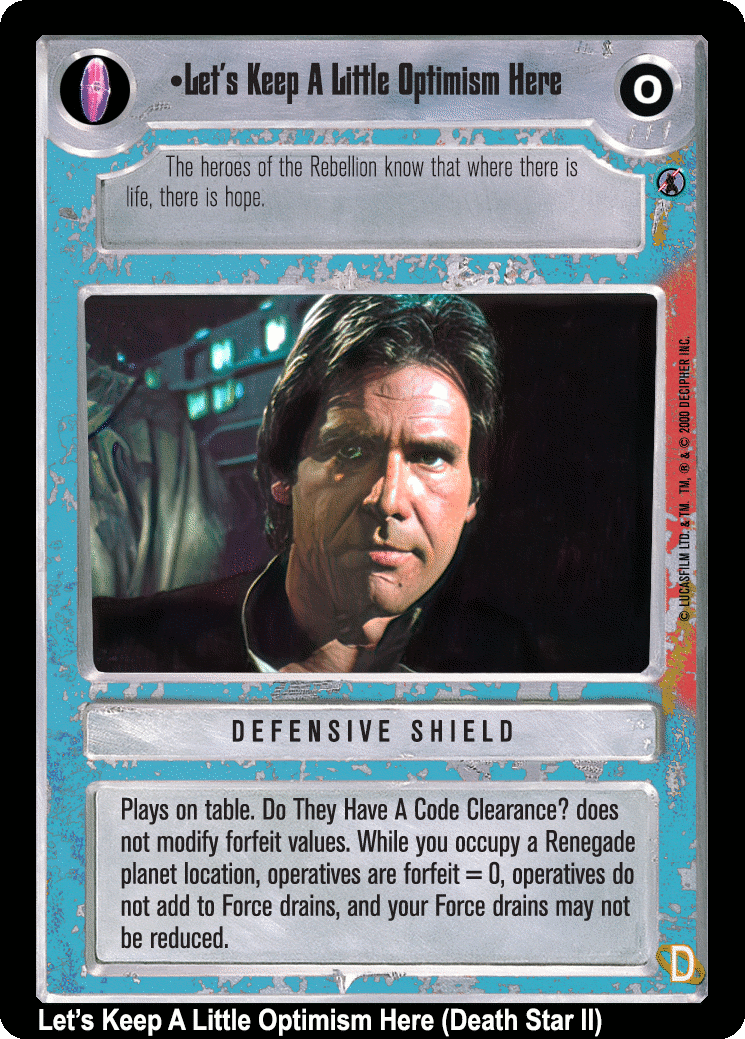 •Let's Keep A Little Optimism Here
O
The heroes of the Rebellion know that where there is
life, there is hope.
© LUCASFILM LTD. & TM. TM, ® & © 2000 DECIPHER INC.
DEFENSIVE SHIELD
Plays on table. Do They Have A Code Clearance? does
not modify forfeit values. While you occupy a Renegade
planet location, operatives are forfeit = 0, operatives do
not add to Force drains, and your Force drains may not
be reduced.
D
Let's Keep A Little Optimism Here (Death Star II)